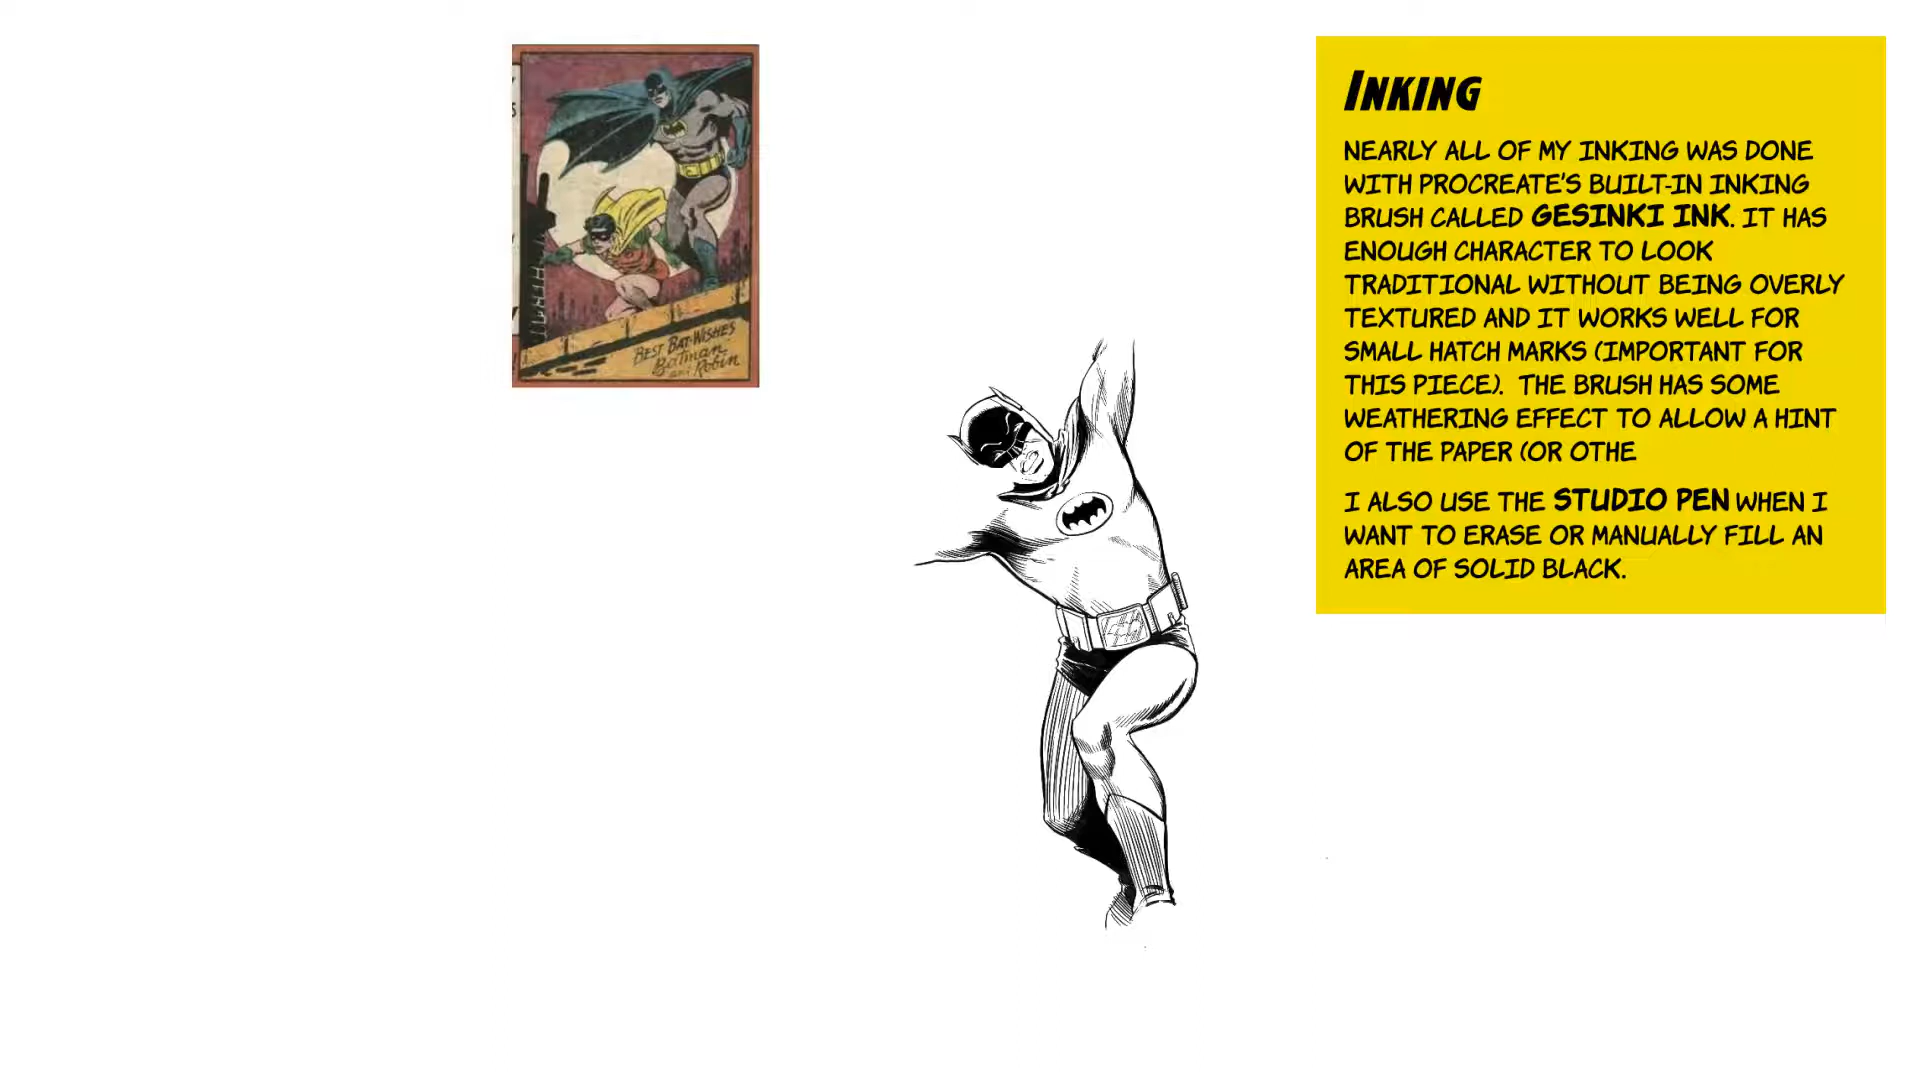 BEST BAT-WISHES
Batman
and Robin
INKING
NEARLY ALL OF MY INKING WAS DONE
WITH PROCREATE'S BUILT-IN INKING
BRUSH CALLED GESINKI INK. IT HAS
ENOUGH CHARACTER TO LOOK
TRADITIONAL WITHOUT BEING OVERLY
TEXTURED AND IT WORKS WELL FOR
SMALL HATCH MARKS (IMPORTANT FOR
THIS PIECE). THE BRUSH HAS SOME
WEATHERING EFFECT TO ALLOW A HINT
OF THE PAPER (OR OTHE
I ALSO USE THE STUDIO PEN WHEN I
WANT TO ERASE OR MANUALLY FILL AN
AREA OF SOLID BLACK.